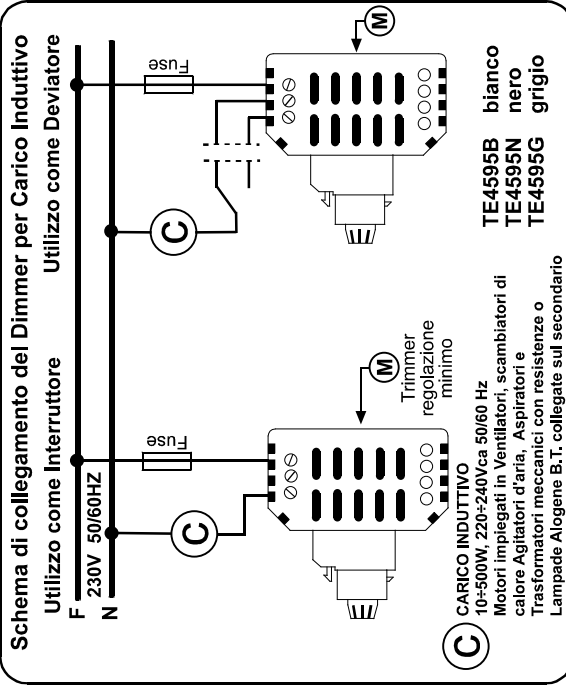 Schema di collegamento del Dimmer per Carico Induttivo
Utilizzo come Interruttore
Utilizzo come Deviatore
F
230V 50/60HZ
N
Fuse
Fuse
C
C
M
Trimmer
regolazione
minimo
M
C
CARICO INDUTTIVO
10÷500W, 220÷240Vca 50/60 Hz
Motori impiegati in Ventilatori, scambiatori di
calore Agitatori d'aria, Aspiratori e
Trasformatori meccanici con resistenze o
Lampade Alogene B.T. collegate sul secondario
TE4595B bianco
TE4595N nero
TE4595G grigio